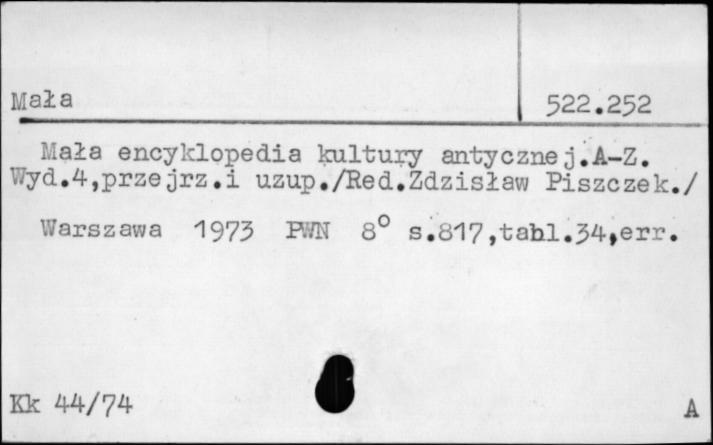 Mała 522.252
Mała encyklopedia kultury antycznej.A-Z.
Wyd.4,przejrz.i uzup./Red.Zdzisław Piszczek./
Warszawa 1973 PWN 8° s.817,tabl.34,err.
Kk 44/74 A